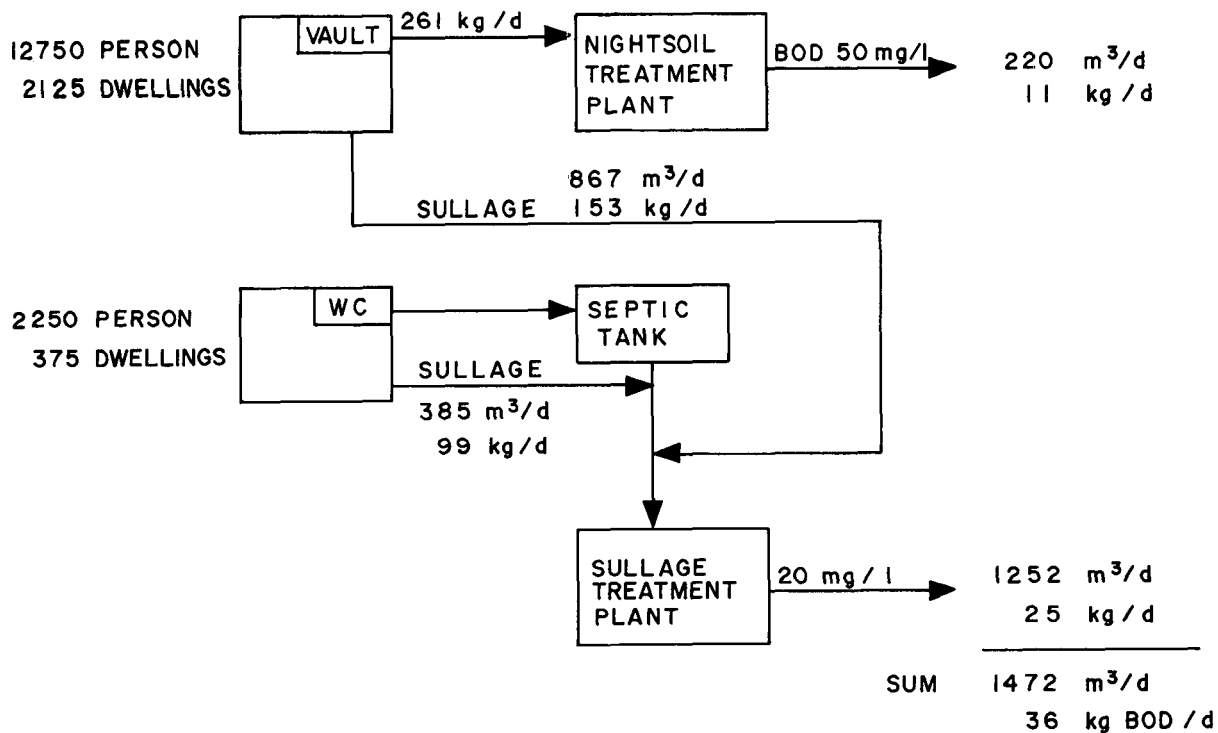 12750 PERSON
2125 DWELLINGS
VAULT
261 kg/d
NIGHTSOIL
TREATMENT
PLANT
BOD 50 mg/l
220 m³/d
11 kg/d
SULLAGE
867 m³/d
153 kg/d
2250 PERSON
375 DWELLINGS
WC
SEPTIC
TANK
SULLAGE
385 m³/d
99 kg/d
SULLAGE
TREATMENT
PLANT
20 mg/l
1252 m³/d
25 kg/d
SUM 1472 m³/d
36 kg BOD/d